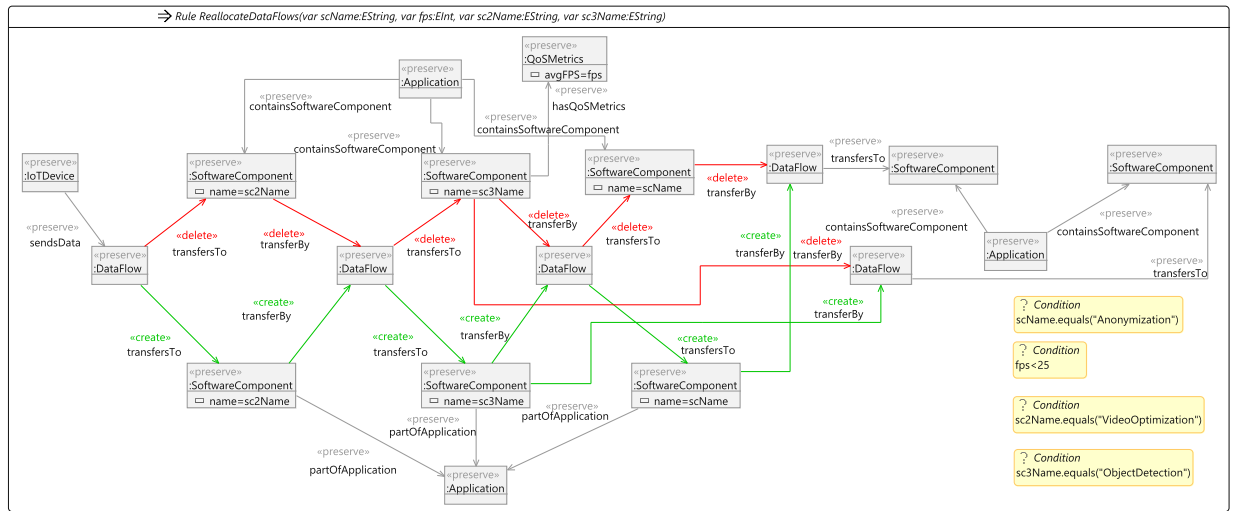 Rule ReallocateDataFlows(var scName:EString, var fps:EInt, var sc2Name:EString, var sc3Name:EString)
«preserve»
:QoSMetrics
avgFPS=fps
«preserve»
:Application
«preserve»
containsSoftwareComponent
«preserve»
hasQoSMetrics
«preserve»
containsSoftwareComponent
«preserve»
containsSoftwareComponent
«preserve»
:IoTDevice
«preserve»
:SoftwareComponent
name=sc2Name
«preserve»
:SoftwareComponent
name=sc3Name
«preserve»
:SoftwareComponent
name=scName
«preserve»
:DataFlow
«preserve»
transfersTo
«preserve»
:SoftwareComponent
«preserve»
:SoftwareComponent
«delete»
transferBy
«preserve»
sendsData
«delete»
transfersTo
«delete»
transferBy
«delete»
transfersTo
«delete»
transferBy
«delete»
transfersTo
«create»
transferBy
«delete»
transferBy
«preserve»
containsSoftwareComponent
«preserve»
containsSoftwareComponent
«preserve»
:DataFlow
«preserve»
:DataFlow
«preserve»
:DataFlow
«preserve»
:DataFlow
«preserve»
:Application
«preserve»
transfersTo
«create»
transfersTo
«create»
transferBy
«create»
transfersTo
«create»
transferBy
«create»
transfersTo
«create»
transferBy
? Condition
scName.equals("Anonymization")
? Condition
fps<25
? Condition
sc2Name.equals("VideoOptimization")
? Condition
sc3Name.equals("ObjectDetection")
«preserve»
:SoftwareComponent
name=sc2Name
«preserve»
:SoftwareComponent
name=sc3Name
«preserve»
:SoftwareComponent
name=scName
«preserve»
partOfApplication
«preserve»
partOfApplication
«preserve»
partOfApplication
«preserve»
:Application